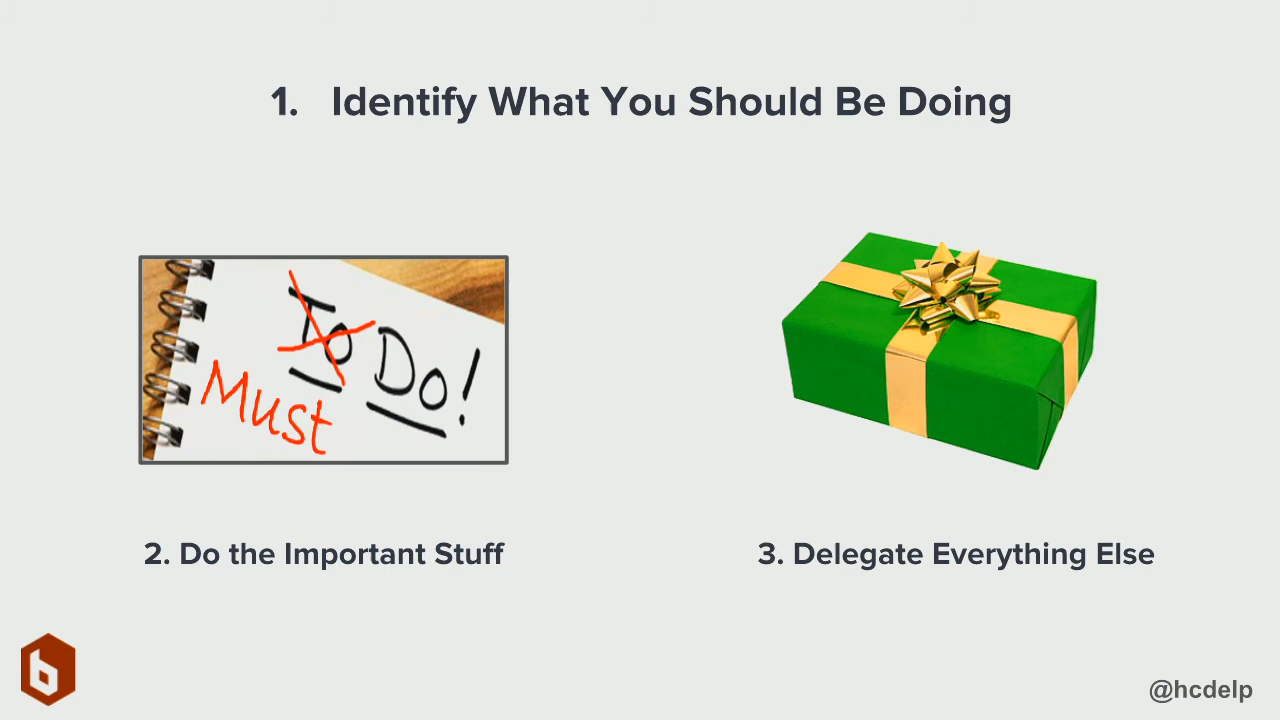 1. Identify What You Should Be Doing
To Do!
Must
2. Do the Important Stuff
3. Delegate Everything Else
b
@hcdelp